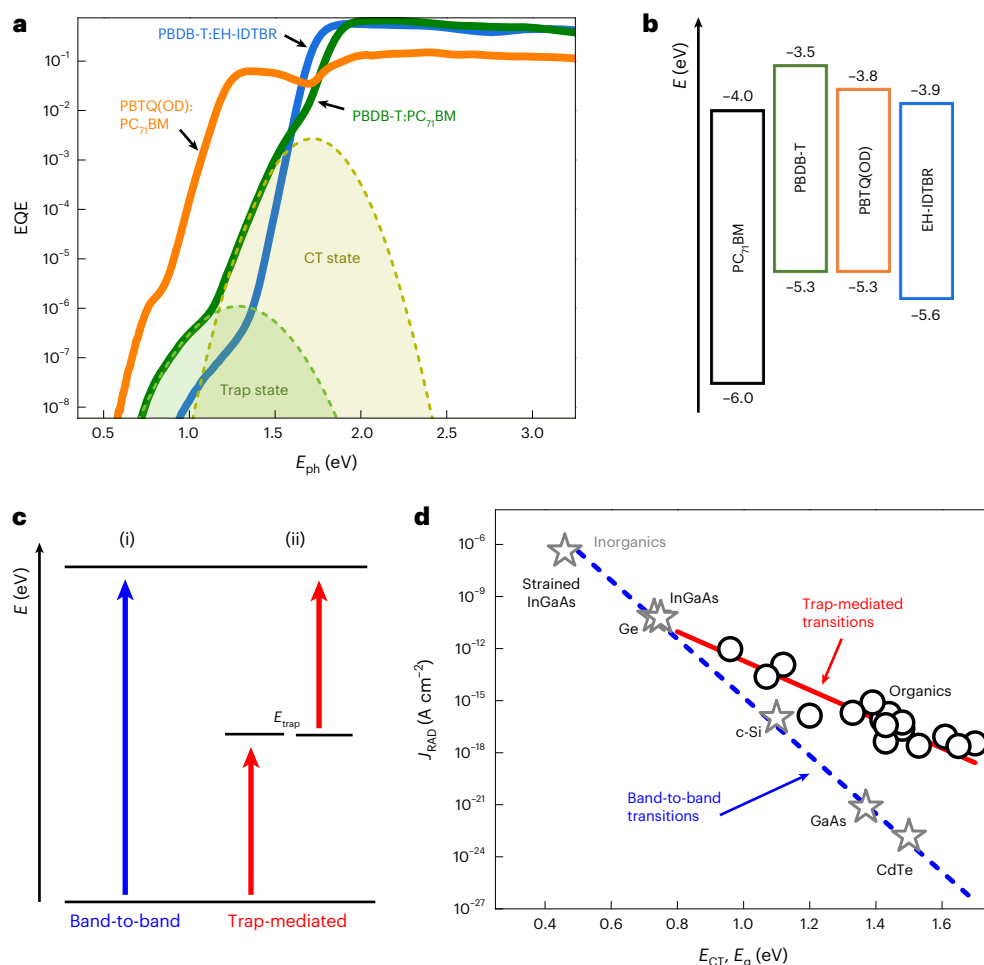 a
PBDB-T:EH-IDTBR
PBTQ(OD):
PC₇₁BM
PBDB-T:PC₇₁BM
CT state
Trap state
EQE
10⁻¹
10⁻²
10⁻³
10⁻⁴
10⁻⁵
10⁻⁶
10⁻⁷
10⁻⁸
0.5 1.0 1.5 2.0 2.5 3.0
E_ph (eV)
b
E (eV)
−3.5
−3.8
−3.9
−4.0
PC₇₁BM
PBDB-T
PBTQ(OD)
EH-IDTBR
−5.3
−5.3
−5.6
−6.0
c
E (eV)
(i)
(ii)
E_trap
Band-to-band
Trap-mediated
d
J_RAD (A cm⁻²)
10⁻⁶
10⁻⁹
10⁻¹²
10⁻¹⁵
10⁻¹⁸
10⁻²¹
10⁻²⁴
10⁻²⁷
Inorganics
Strained
InGaAs
InGaAs
Ge
Trap-mediated
transitions
Organics
c-Si
Band-to-band
transitions
GaAs
CdTe
0.4 0.6 0.8 1.0 1.2 1.4 1.6
E_CT, E_g (eV)